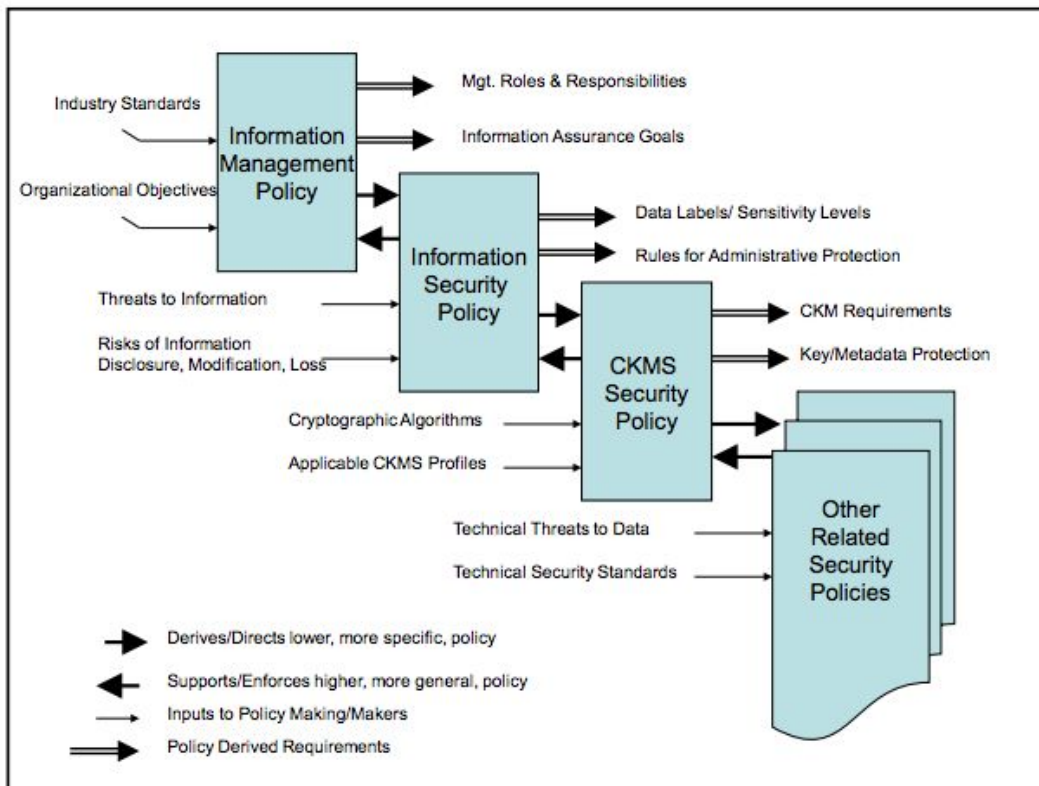 Mgt. Roles & Responsibilities
Industry Standards
Information
Management
Policy
Information Assurance Goals
Organizational Objectives
Data Labels/ Sensitivity Levels
Information
Security
Policy
Rules for Administrative Protection
Threats to Information
CKM Requirements
Risks of Information
Disclosure, Modification, Loss
CKMS
Security
Policy
Key/Metadata Protection
Cryptographic Algorithms
Applicable CKMS Profiles
Other
Related
Security
Policies
Technical Threats to Data
Technical Security Standards
Derives/Directs lower, more specific, policy
Supports/Enforces higher, more general, policy
Inputs to Policy Making/Makers
Policy Derived Requirements